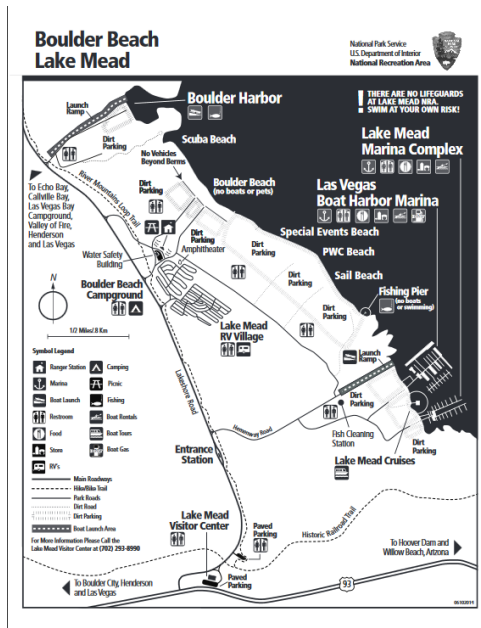 Boulder Beach
Lake Mead
National Park Service
U.S. Department of Interior
National Recreation Area
! THERE ARE NO LIFEGUARDS
AT LAKE MEAD NRA.
SWIM AT YOUR OWN RISK!
Boulder Harbor
Launch
Ramp
Dirt
Parking
Scuba Beach
Lake Mead
Marina Complex
No Vehicles
Beyond Berms
Boulder Beach
(no boats or pets)
Las Vegas
Boat Harbor Marina
To Echo Bay,
Callville Bay,
Las Vegas Bay
Campground,
Valley of Fire,
Henderson
and Las Vegas
River Mountains Loop Trail
Dirt
Parking
Special Events Beach
Dirt
Parking
Amphitheater
Dirt
Parking
PWC Beach
Water Safety
Building
Sail Beach
Dirt
Parking
Boulder Beach
Campground
Fishing Pier
(no boats
or swimming)
N
Dirt
Parking
1/2 Miles/.8 Km
Lake Mead
RV Village
Launch
Ramp
Symbol Legend
Ranger Station
Camping
Marina
Picnic
Boat Launch
Fishing
Restroom
Boat Rentals
Food
Boat Tours
Store
Boat Gas
RV's
Lakeshore Road
Dirt
Parking
Hemenway Road
Fish Cleaning
Station
Dirt
Parking
Entrance
Station
Lake Mead Cruises
Main Roadways
Hike/Bike Trail
Park Roads
Dirt Road
Dirt Parking
Boat Launch Area
For More Information Please Call the
Lake Mead Visitor Center at (702) 293-8990
Lake Mead
Visitor Center
Paved
Parking
Historic Railroad Trail
To Hoover Dam and
Willow Beach, Arizona
To Boulder City, Henderson
and Las Vegas
Paved
Parking
93